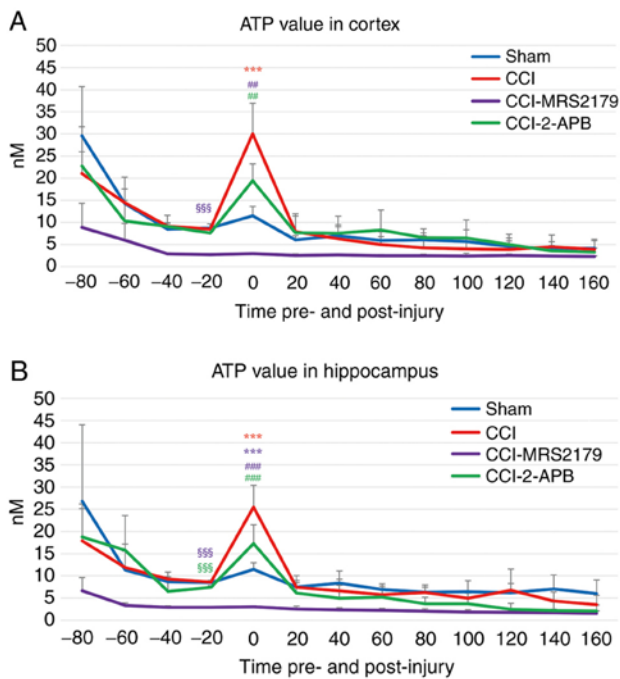 A
ATP value in cortex
50
45
40
35
30
25
20
15
10
5
0
nM
Sham
CCI
CCI-MRS2179
CCI-2-APB
***
##
##
§§§
−80 −60 −40 −20 0 20 40 60 80 100 120 140 160
Time pre- and post-injury
B
ATP value in hippocampus
50
45
40
35
30
25
20
15
10
5
0
nM
Sham
CCI
CCI-MRS2179
CCI-2-APB
***
***
###
###
§§§
§§§
−80 −60 −40 −20 0 20 40 60 80 100 120 140 160
Time pre- and post-injury